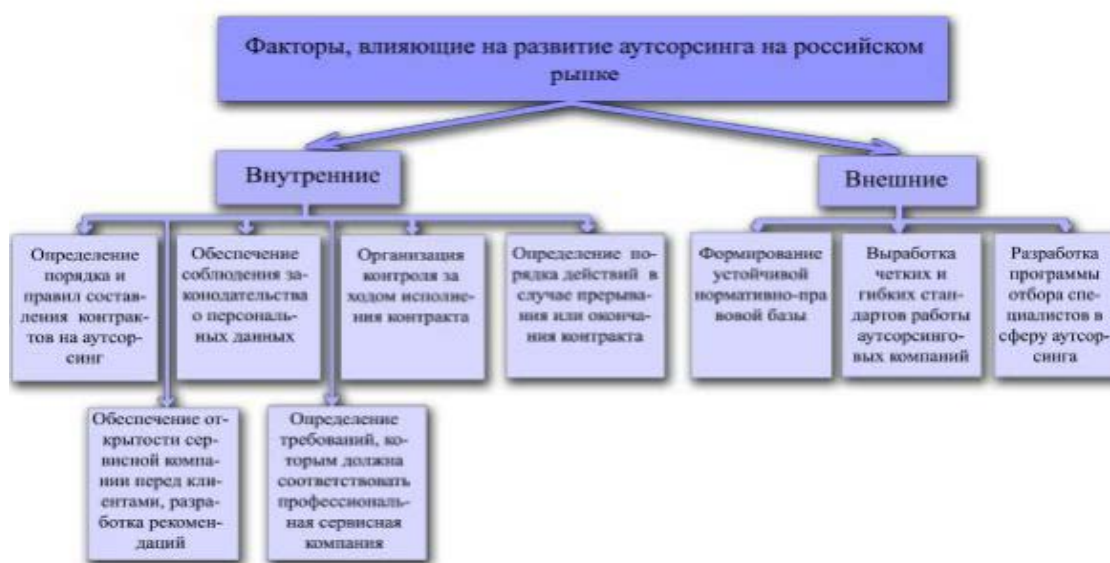 Факторы, влияющие на развитие аутсорсинга на российском
рынке
Внутренние
Внешние
Определение
порядка и
правил состав-
ления контрак-
тов на аутсор-
синг
Обеспечение
соблюдения за-
конодательства
о персональ-
ных данных
Организация
контроля за
ходом исполне-
ния контракта
Определение по-
рядка действий в
случае прерыва-
ния или оконча-
ния контракта
Формирование
устойчивой
нормативно-пра
вовой базы
Выработка
четких и
гибких стан-
дартов работы
аутсорсинго-
вых компаний
Разработка
программы
отбора спе-
циалистов в
сферу аутсор-
синга
Обеспечение от-
крытости сер-
висной компа-
нии перед кли-
ентами, разра-
ботка рекомен-
даций
Определение
требований, ко-
торым должна
соответствовать
профессиональ-
ная сервисная
компания